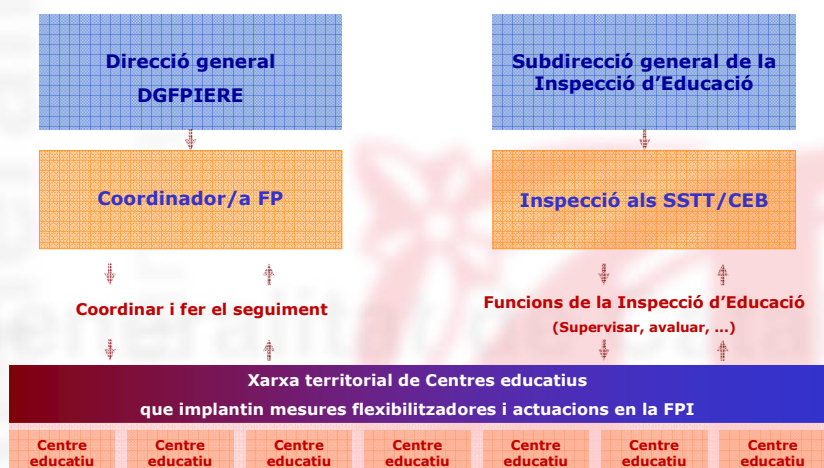 Direcció general
DGFPIERE
Subdirecció general de la
Inspecció d'Educació
Coordinador/a FP
Inspecció als SSTT/CEB
Coordinar i fer el seguiment
Funcions de la Inspecció d'Educació
(Supervisar, avaluar, ...)
Xarxa territorial de Centres educatius
que implantin mesures flexibilitzadores i actuacions en la FPI
Centre
educatiu
Centre
educatiu
Centre
educatiu
Centre
educatiu
Centre
educatiu
Centre
educatiu
Centre
educatiu